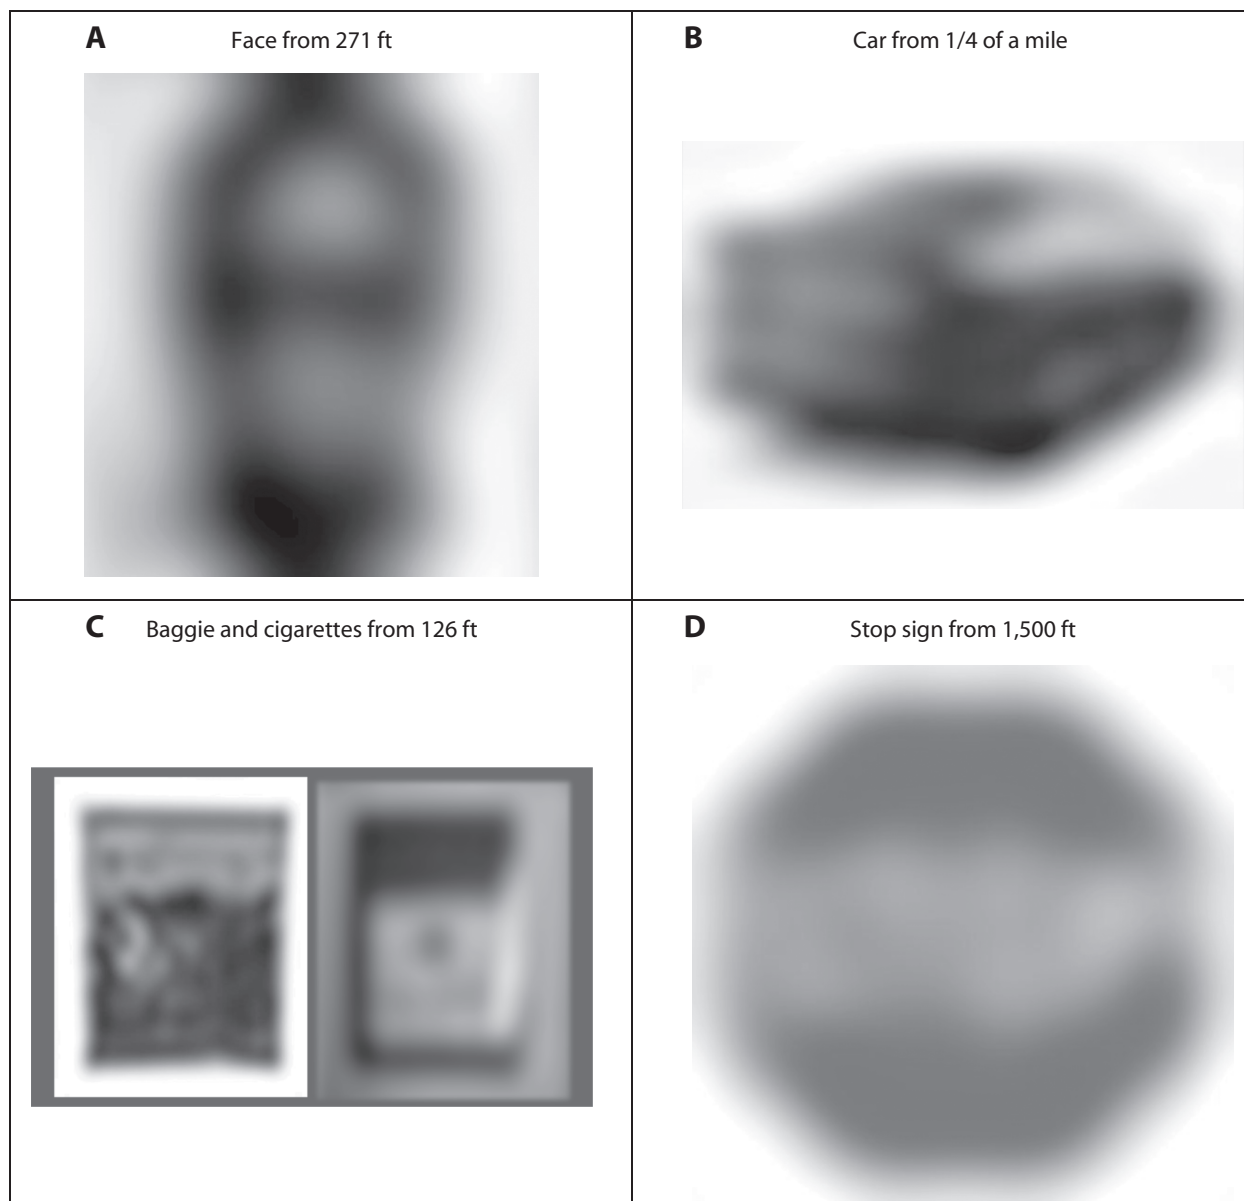 A Face from 271 ft
B Car from 1/4 of a mile
C Baggie and cigarettes from 126 ft
D Stop sign from 1,500 ft